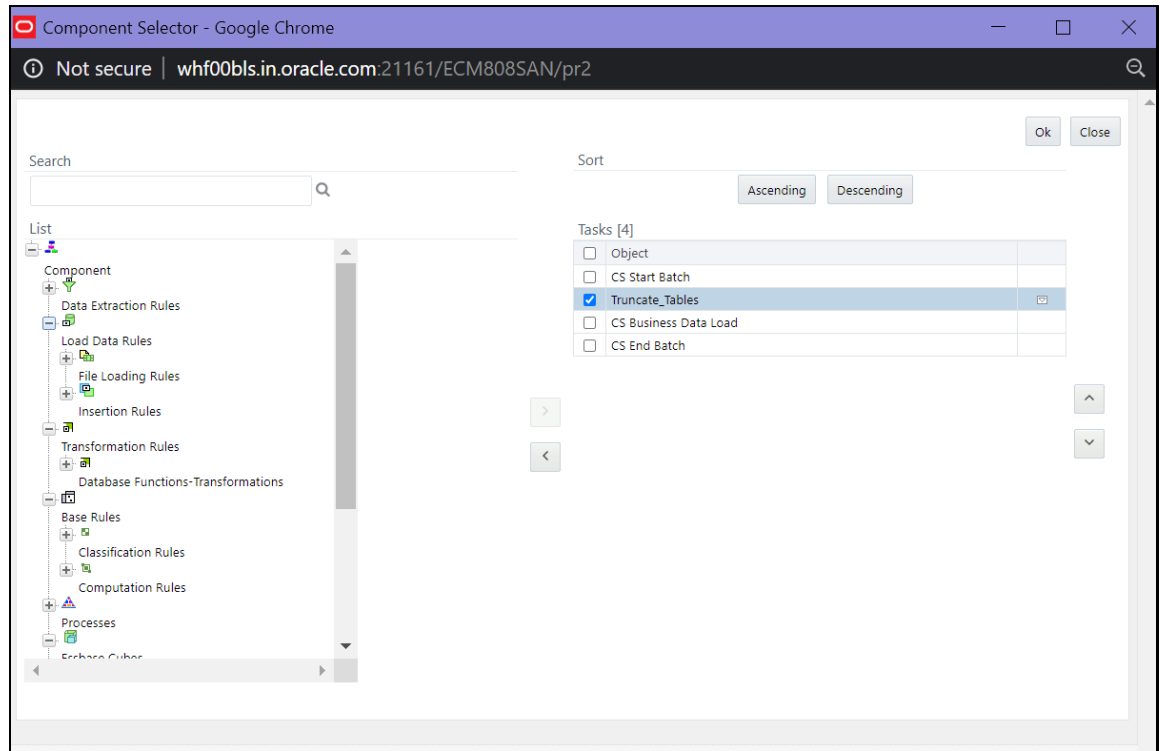 Component Selector - Google Chrome
Not secure | whf00bls.in.oracle.com:21161/ECM808SAN/pr2
Ok Close
Search
Sort
Ascending Descending
List
Component
Data Extraction Rules
Load Data Rules
File Loading Rules
Insertion Rules
Transformation Rules
Database Functions-Transformations
Base Rules
Classification Rules
Computation Rules
Processes
Essbase Cubes
Tasks [4]
Object
CS Start Batch
Truncate_Tables
CS Business Data Load
CS End Batch